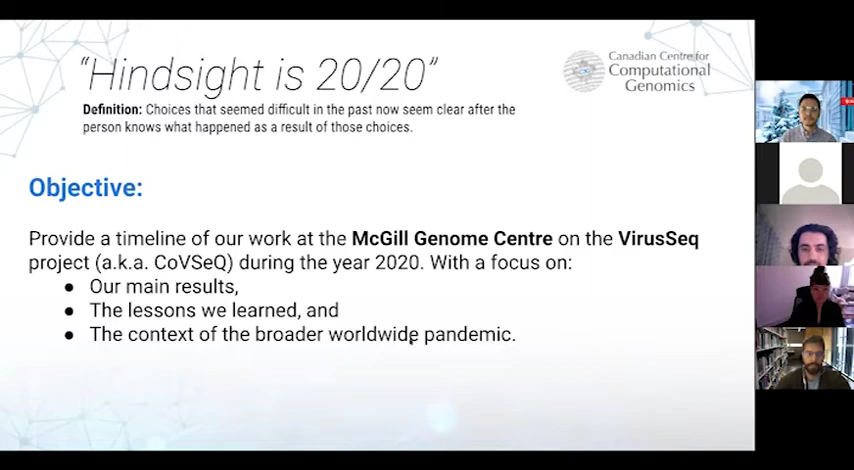 “Hindsight is 20/20”
Canadian Centre for
Computational
Genomics
Definition: Choices that seemed difficult in the past now seem clear after the
person knows what happened as a result of those choices.
Objective:
Provide a timeline of our work at the McGill Genome Centre on the VirusSeq
project (a.k.a. CoVSeQ) during the year 2020. With a focus on:
● Our main results,
● The lessons we learned, and
● The context of the broader worldwide pandemic.